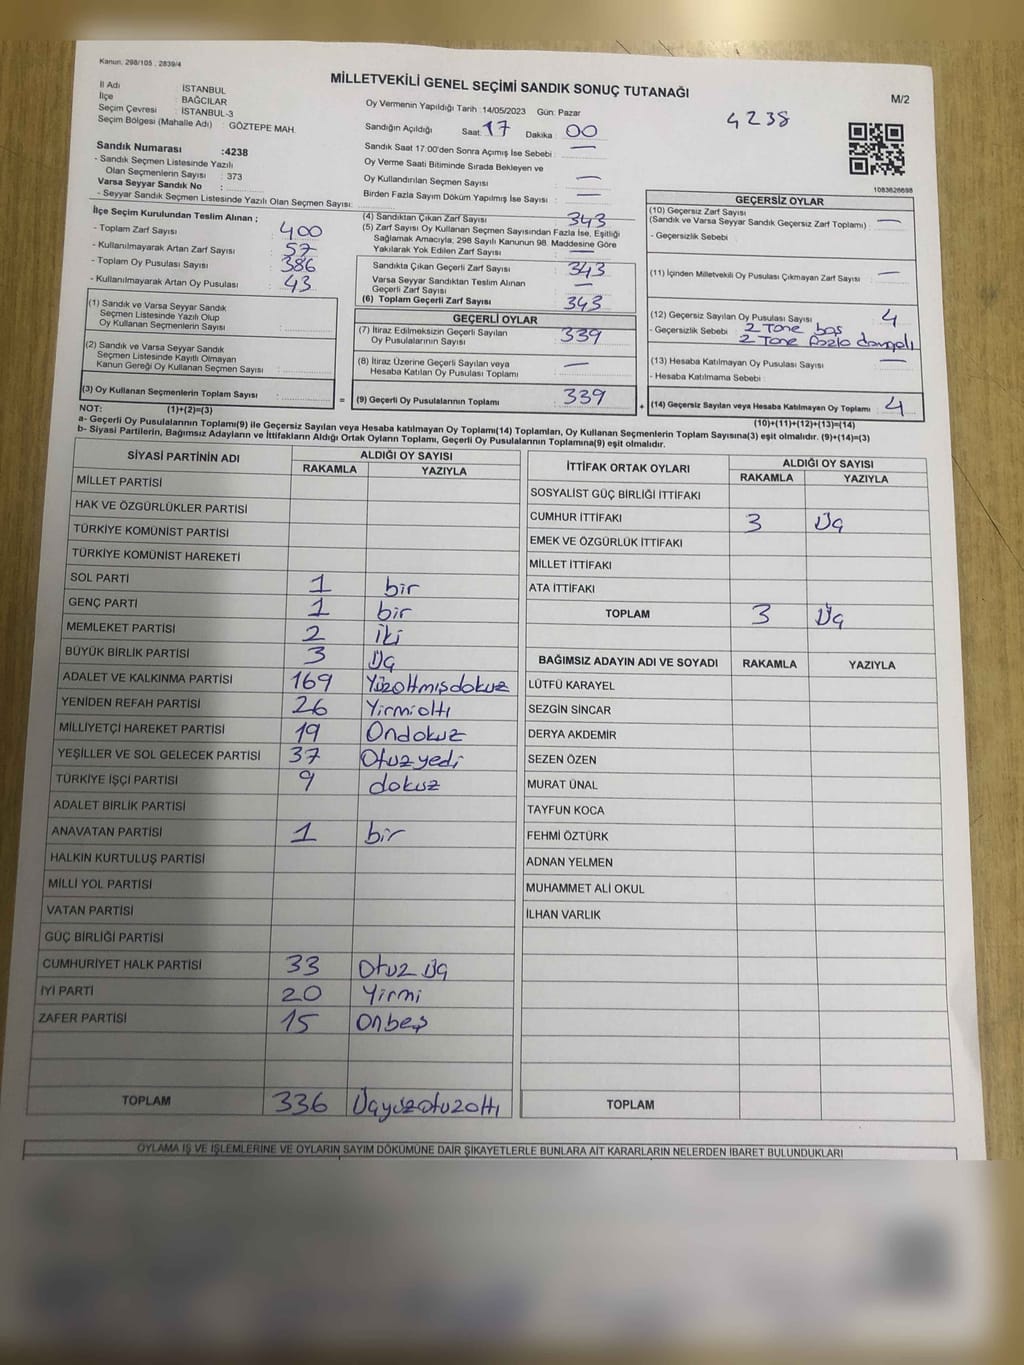 Kanun, 298/105 , 2839/4
MİLLETVEKİLİ GENEL SEÇİMİ SANDIK SONUÇ TUTANAĞI
M/2
İl Adı : İSTANBUL
İlçe : BAĞCILAR
Seçim Çevresi : İSTANBUL-3
Seçim Bölgesi (Mahalle Adı) : GÖZTEPE MAH.
Oy Vermenin Yapıldığı Tarih :14/05/2023 Gün: Pazar
4238
Sandığın Açıldığı Saat: 17 Dakika : 00
Sandık Saat 17:00'den Sonra Açımış İse Sebebi : —
Oy Verme Saati Bitiminde Sırada Bekleyen ve
Oy Kullandırılan Seçmen Sayısı : —
Birden Fazla Sayım Döküm Yapılmış İse Sayısı : —
1083626698
Sandık Numarası :4238
- Sandık Seçmen Listesinde Yazılı
Olan Seçmenlerin Sayısı : 373
Varsa Seyyar Sandık No :
- Seyyar Sandık Seçmen Listesinde Yazılı Olan Seçmen Sayısı:
İlçe Seçim Kurulundan Teslim Alınan ;
- Toplam Zarf Sayısı : 400
- Kullanılmayarak Artan Zarf Sayısı : 57
- Toplam Oy Pusulası Sayısı : 386
- Kullanılmayarak Artan Oy Pusulası : 43
(1) Sandık ve Varsa Seyyar Sandık
Seçmen Listesinde Yazılı Olup
Oy Kullanan Seçmenlerin Sayısı :
(2) Sandık ve Varsa Seyyar Sandık
Seçmen Listesinde Kayıtlı Olmayan
Kanun Gereği Oy Kullanan Seçmen Sayısı :
(3) Oy Kullanan Seçmenlerin Toplam Sayısı :
(4) Sandıktan Çıkan Zarf Sayısı : 343
(5) Zarf Sayısı Oy Kullanan Seçmen Sayısından Fazla İse, Eşitliği
Sağlamak Amacıyla, 298 Sayılı Kanunun 98. Maddesine Göre
Yakılarak Yok Edilen Zarf Sayısı : —
Sandıkta Çıkan Geçerli Zarf Sayısı : 343
Varsa Seyyar Sandıktan Teslim Alınan
Geçerli Zarf Sayısı : —
(6) Toplam Geçerli Zarf Sayısı : 343
GEÇERLİ OYLAR
(7) İtiraz Edilmeksizin Geçerli Sayılan
Oy Pusulalarının Sayısı : 339
(8) İtiraz Üzerine Geçerli Sayılan veya
Hesaba Katılan Oy Pusulası Toplamı : —
= (9) Geçerli Oy Pusulalarının Toplamı : 339 +
GEÇERSİZ OYLAR
(10) Geçersiz Zarf Sayısı
(Sandık ve Varsa Seyyar Sandık Geçersiz Zarf Toplamı) : —
- Geçersizlik Sebebi :
(11) İçinden Milletvekili Oy Pusulası Çıkmayan Zarf Sayısı : —
(12) Geçersiz Sayılan Oy Pusulası Sayısı : 4
- Geçersizlik Sebebi : 2 Tane boş
2 Tane fazla damgalı
(13) Hesaba Katılmayan Oy Pusulası Sayısı : —
- Hesaba Katılmama Sebebi :
(14) Geçersiz Sayılan veya Hesaba Katılmayan Oy Toplamı : 4
NOT: (1)+(2)=(3)
(10)+(11)+(12)+(13)=(14)
a- Geçerli Oy Pusulalarının Toplamı(9) ile Geçersiz Sayılan veya Hesaba katılmayan Oy Toplamı(14) Toplamları, Oy Kullanan Seçmenlerin Toplam Sayısına(3) eşit olmalıdır. (9)+(14)=(3)
b- Siyasi Partilerin, Bağımsız Adayların ve İttifakların Aldığı Oy Ortak Oyların Toplamı, Geçerli Oy Pusulalarının Toplamına(9) eşit olmalıdır.
SİYASİ PARTİNİN ADI ALDIĞI OY SAYISI
RAKAMLA YAZIYLA
MİLLET PARTİSİ
HAK VE ÖZGÜRLÜKLER PARTİSİ
TÜRKİYE KOMÜNİST PARTİSİ
TÜRKİYE KOMÜNİST HAREKETİ
SOL PARTİ 1 bir
GENÇ PARTİ 1 bir
MEMLEKET PARTİSİ 2 iki
BÜYÜK BİRLİK PARTİSİ 3 üç
ADALET VE KALKINMA PARTİSİ 169 Yüzaltmışdokuz
YENİDEN REFAH PARTİSİ 26 Yirmialtı
MİLLİYETÇİ HAREKET PARTİSİ 19 Ondokuz
YEŞİLLER VE SOL GELECEK PARTİSİ 37 Otuzyedi
TÜRKİYE İŞÇİ PARTİSİ 9 dokuz
ADALET BİRLİK PARTİSİ
ANAVATAN PARTİSİ 1 bir
HALKIN KURTULUŞ PARTİSİ
MİLLİ YOL PARTİSİ
VATAN PARTİSİ
GÜÇ BİRLİĞİ PARTİSİ
CUMHURİYET HALK PARTİSİ 33 Otuz üç
İYİ PARTİ 20 Yirmi
ZAFER PARTİSİ 15 Onbeş
TOPLAM 336 Üçyüzotuzaltı
İTTİFAK ORTAK OYLARI ALDIĞI OY SAYISI
RAKAMLA YAZIYLA
SOSYALİST GÜÇ BİRLİĞİ İTTİFAKI
CUMHUR İTTİFAKI 3 Üç
EMEK VE ÖZGÜRLÜK İTTİFAKI
MİLLET İTTİFAKI
ATA İTTİFAKI
TOPLAM 3 Üç
BAĞIMSIZ ADAYIN ADI VE SOYADI RAKAMLA YAZIYLA
LÜTFÜ KARAYEL
SEZGİN SİNCAR
DERYA AKDEMİR
SEZEN ÖZEN
MURAT ÜNAL
TAYFUN KOCA
FEHMİ ÖZTÜRK
ADNAN YELMEN
MUHAMMET ALİ OKUL
İLHAN VARLIK
TOPLAM
OYLAMA İŞ VE İŞLEMLERİNE VE OYLARIN SAYIM DÖKÜMÜNE DAİR ŞİKAYETLERLE BUNLARA AİT KARARLARIN NELERDEN İBARET BULUNDUKLARI